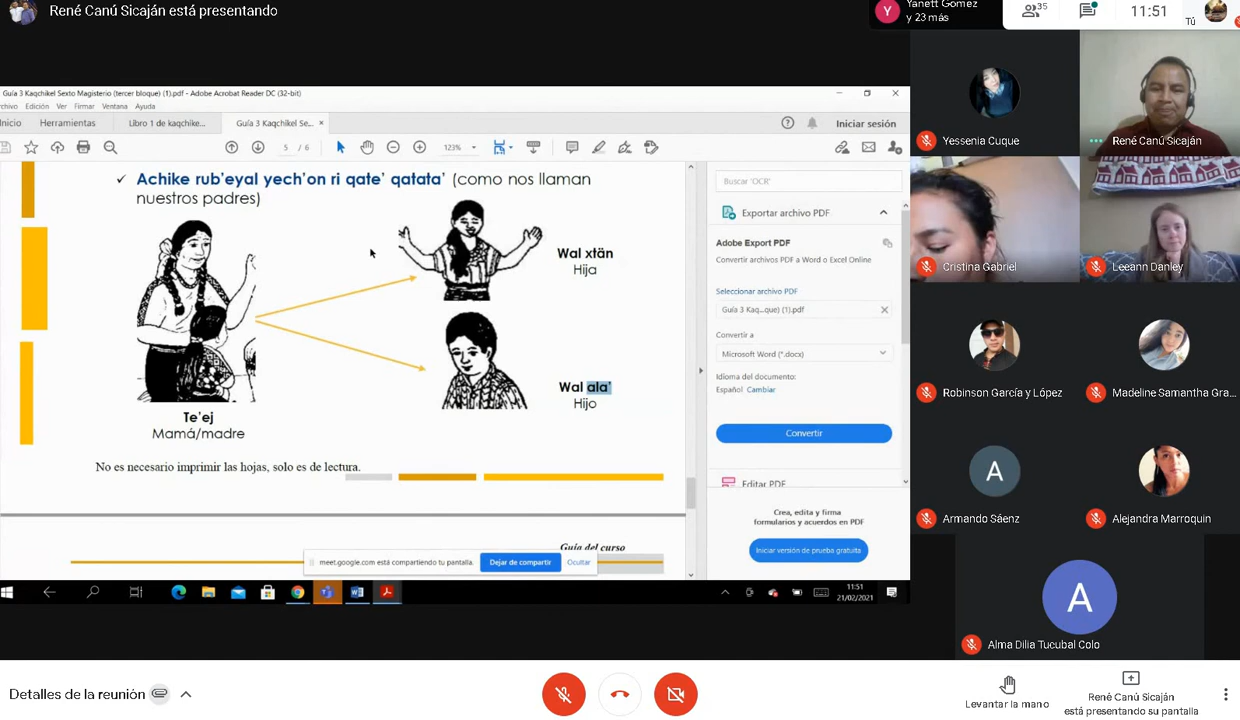 René Canú Sicaján está presentando
Yanett Gomez
y 23 más
35
11:51
Tú
Guía 3 Kaqchikel Sexto Magisterio (tercer bloque) (1).pdf - Adobe Acrobat Reader DC (32-bit)
rchivo Edición Ver Firmar Ventana Ayuda
nicio Herramientas Libro 1 de kaqchike... Guía 3 Kaqchikel Se... × Iniciar sesión
5 / 6 123%
✓ Achike rub'eyal yech'on ri qate' qatata' (como nos llaman
nuestros padres)
Wal xtän
Hija
Wal ala'
Hijo
Te'ej
Mamá/madre
No es necesario imprimir las hojas, solo es de lectura.
Guía del curso
meet.google.com está compartiendo tu pantalla. Dejar de compartir Ocultar
Buscar 'OCR'
Exportar archivo PDF
Adobe Export PDF
Convertir archivos PDF a Word o Excel Online
Seleccionar archivo PDF
Guía 3 Kaq...que) (1).pdf
Convertir a
Microsoft Word (*.docx)
Idioma del documento:
Español Cambiar
Convertir
Editar PDF
Crea, edita y firma
formularios y acuerdos en PDF
Iniciar versión de prueba gratuita
11:51
21/02/2021
Yessenia Cuque
René Canú Sicaján
Cristina Gabriel
Leeann Danley
Robinson García y López
Madeline Samantha Gra...
A
Armando Sáenz
Alejandra Marroquin
A
Alma Dilia Tucubal Colo
Detalles de la reunión
Levantar la mano
René Canú Sicaján
está presentando su pantalla